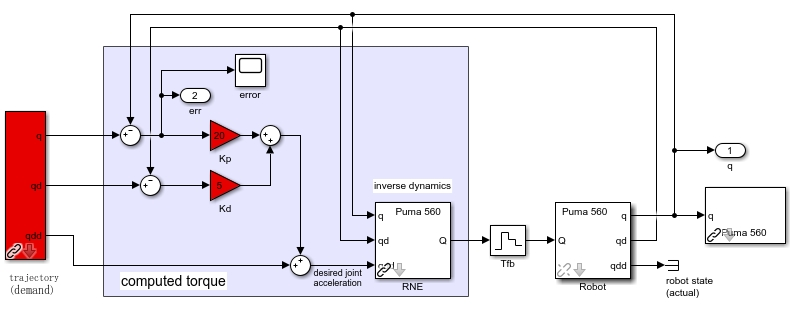 error
2
err
q
20
Kp
qd
5
Kd
qdd
trajectory
(demand)
computed torque
desired joint
acceleration
inverse dynamics
Puma 560
q
qd
Q
RNE
Tfb
Puma 560
Q
q
qd
qdd
Robot
1
q
q
Puma 560
robot state
(actual)